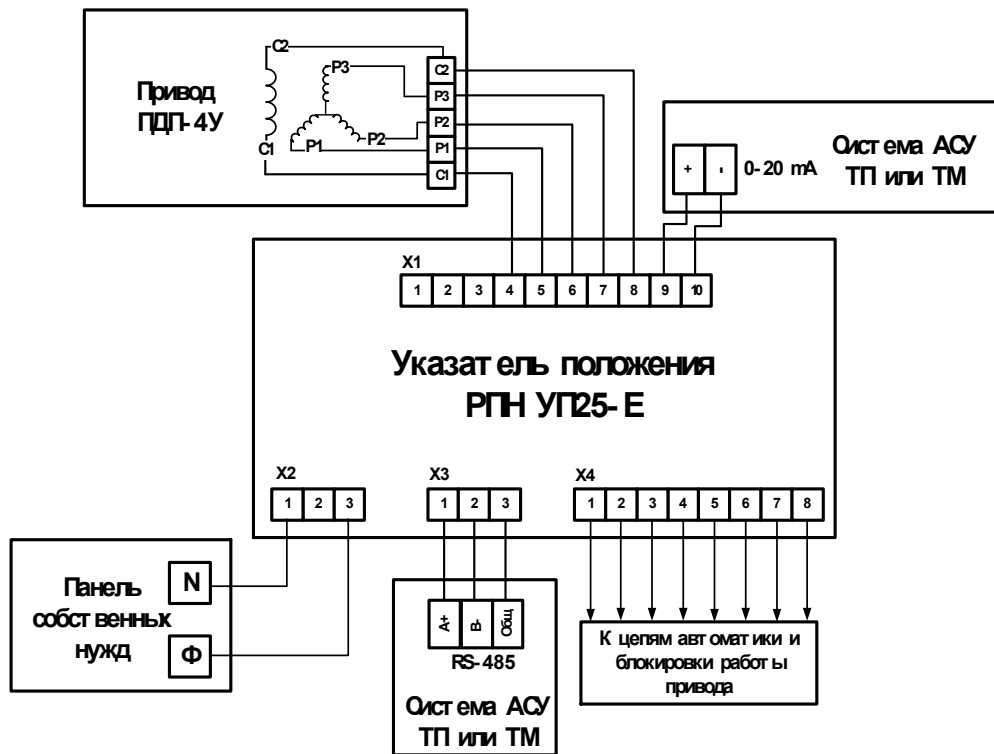 C2
P3
P2
P1
C1
Привод
ПДП-4У
C2
P3
P2
P1
C1
+
-
0-20 mA
Система АСУ
ТП или ТМ
X1
1 2 3 4 5 6 7 8 9 10
Указатель положения
РПН УП25-Е
X2
1 2 3
X3
1 2 3
X4
1 2 3 4 5 6 7 8
Панель
собственных
нужд
N
Ф
A+
B-
Общ
RS-485
Система АСУ
ТП или ТМ
К цепям автоматики и
блокировки работы
привода